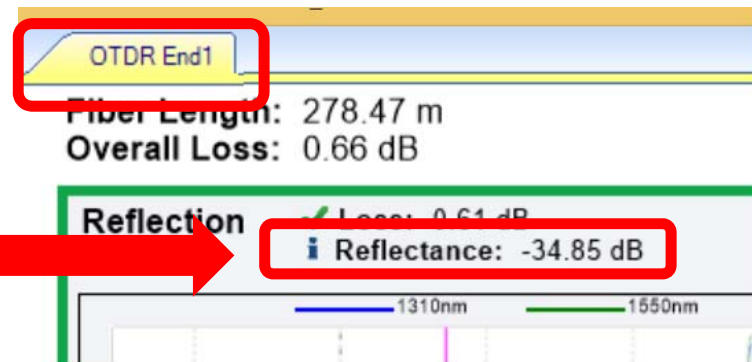 OTDR End1
Fiber Length: 278.47 m
Overall Loss: 0.66 dB
Reflection Loss: 0.61 dB
i Reflectance: -34.85 dB
1310nm 1550nm